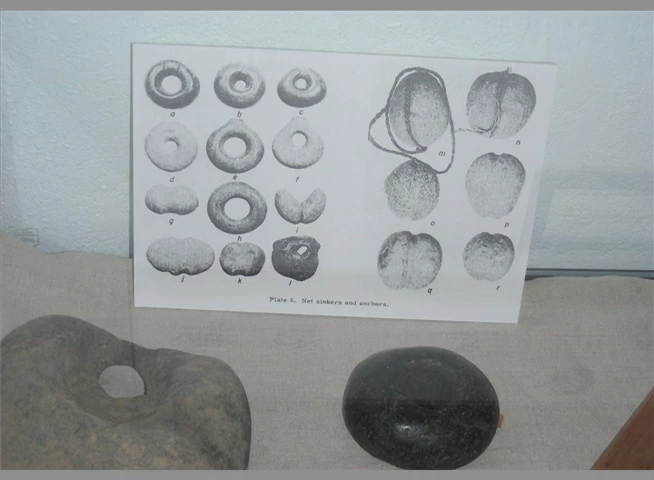 a b c
d e f
g h i
j k l
m n
o p
q r
Plate 5. Net sinkers and anchors.